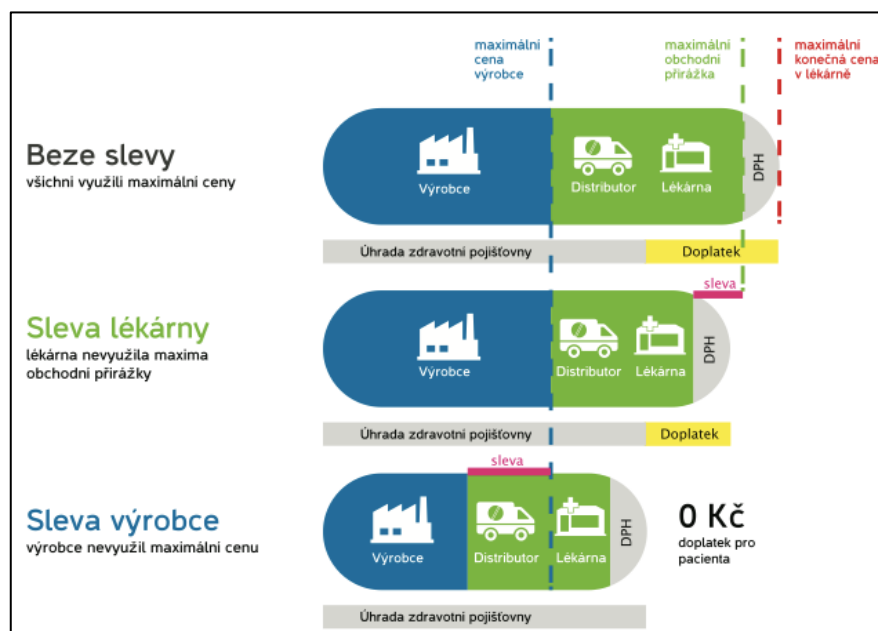 maximální
cena
výrobce
maximální
obchodní
přirážka
maximální
konečná cena
v lékárně
Beze slevy
všichni využili maximální ceny
Výrobce
Distributor
Lékárna
DPH
Úhrada zdravotní pojišťovny
Doplatek
sleva
Sleva lékárny
lékárna nevyužila maxima
obchodní přirážky
Výrobce
Distributor
Lékárna
DPH
Úhrada zdravotní pojišťovny
Doplatek
sleva
Sleva výrobce
výrobce nevyužil maximální cenu
Výrobce
Distributor
Lékárna
DPH
0 Kč
doplatek pro
pacienta
Úhrada zdravotní pojišťovny